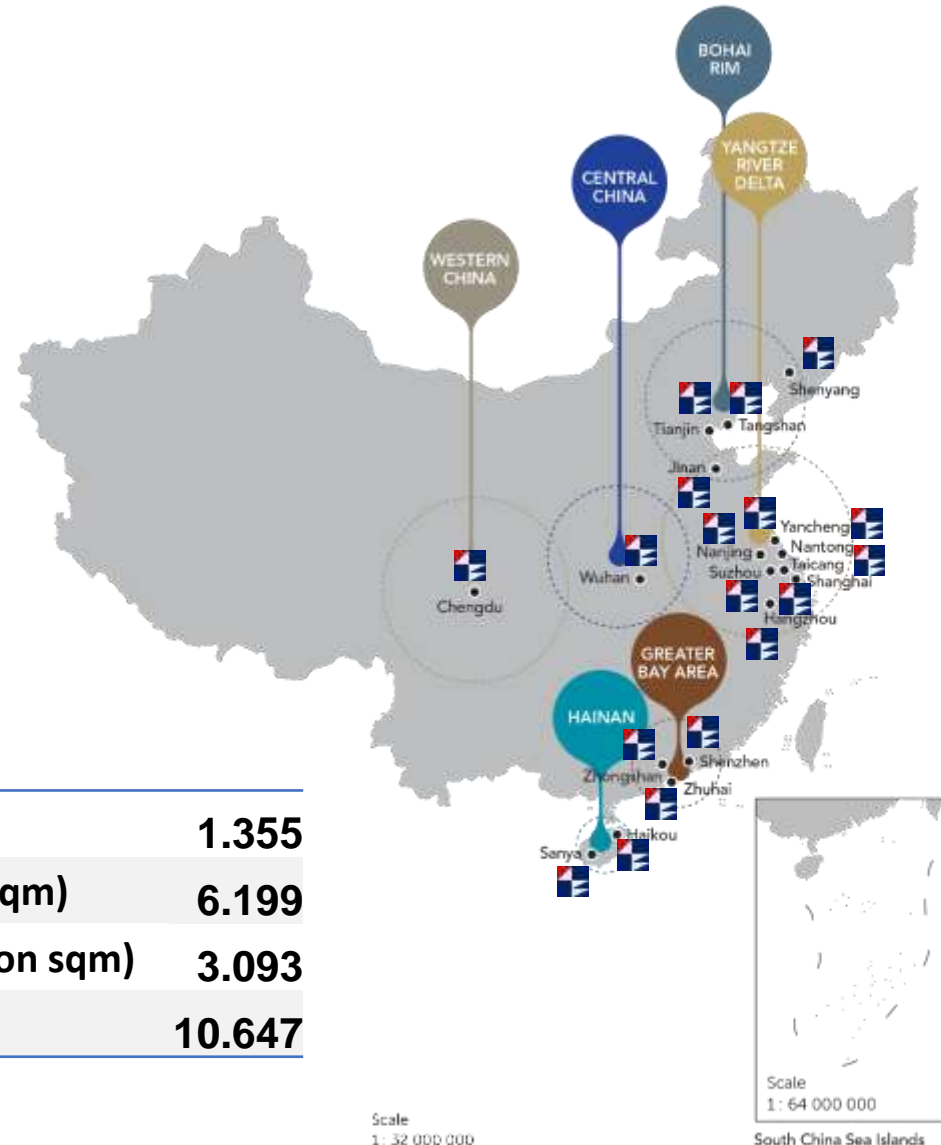 BOHAI
RIM
YANGTZE
RIVER
DELTA
CENTRAL
CHINA
WESTERN
CHINA
Shenyang
Tianjin
Tangshan
Jinan
Yancheng
Nanjing
Nantong
Suzhou
Taicang
Shanghai
Wuhan
Chengdu
Hangzhou
GREATER
BAY AREA
HAINAN
Shenzhen
Zhongshan
Zhuhai
Haikou
Sanya
1.355
qm) 6.199
on sqm) 3.093
10.647
Scale
1: 64 000 000
Scale
1: 32 000 000
South China Sea Islands